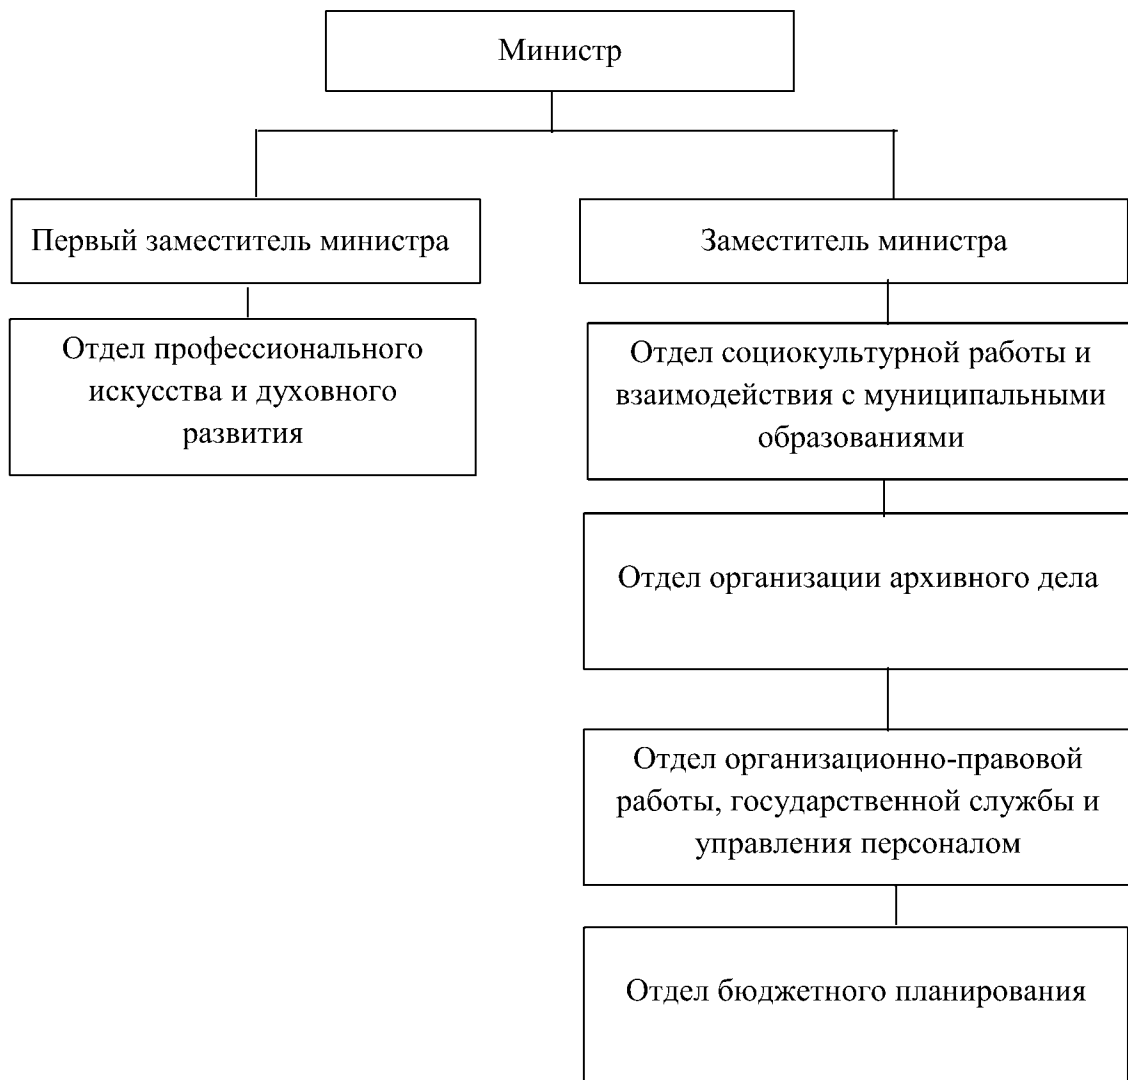 Министр
Первый заместитель министра
Заместитель министра
Отдел профессионального
искусства и духовного
развития
Отдел социокультурной работы и
взаимодействия с муниципальными
образованиями
Отдел организации архивного дела
Отдел организационно-правовой
работы, государственной службы и
управления персоналом
Отдел бюджетного планирования